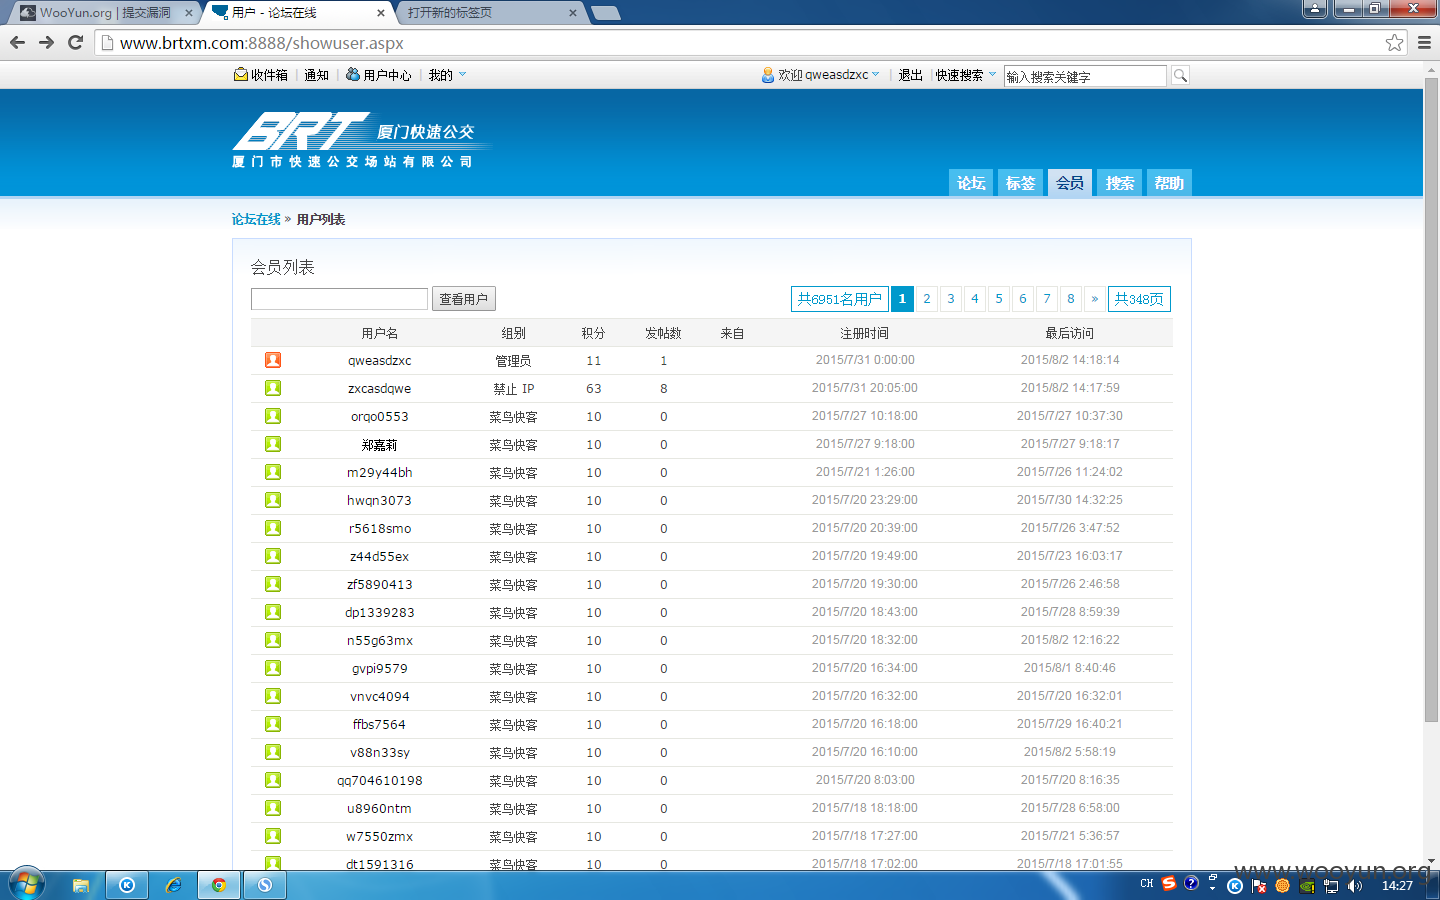 WooYun.org | 提交漏洞
用户 - 论坛在线
打开新的标签页
www.brtxm.com:8888/showuser.aspx
收件箱 | 通知 | 用户中心 | 我的
欢迎 qweasdzxc | 退出 | 快速搜索 输入搜索关键字
BRT 厦门快速公交
厦门市快速公交场站有限公司
论坛 标签 会员 搜索 帮助
论坛在线 » 用户列表
会员列表
查看用户 共6951名用户 1 2 3 4 5 6 7 8 » 共348页
用户名 组别 积分 发帖数 来自 注册时间 最后访问
qweasdzxc 管理员 11 1 2015/7/31 0:00:00 2015/8/2 14:18:14
zxcasdqwe 禁止 IP 63 8 2015/7/31 20:05:00 2015/8/2 14:17:59
orqo0553 菜鸟快客 10 0 2015/7/27 10:18:00 2015/7/27 10:37:30
郑嘉莉 菜鸟快客 10 0 2015/7/27 9:18:00 2015/7/27 9:18:17
m29y44bh 菜鸟快客 10 0 2015/7/21 1:26:00 2015/7/26 11:24:02
hwqn3073 菜鸟快客 10 0 2015/7/20 23:29:00 2015/7/30 14:32:25
r5618smo 菜鸟快客 10 0 2015/7/20 20:39:00 2015/7/26 3:47:52
z44d55ex 菜鸟快客 10 0 2015/7/20 19:49:00 2015/7/23 16:03:17
zf5890413 菜鸟快客 10 0 2015/7/20 19:30:00 2015/7/26 2:46:58
dp1339283 菜鸟快客 10 0 2015/7/20 18:43:00 2015/7/28 8:59:39
n55g63mx 菜鸟快客 10 0 2015/7/20 18:32:00 2015/8/2 12:16:22
gvpi9579 菜鸟快客 10 0 2015/7/20 16:34:00 2015/8/1 8:40:46
vnvc4094 菜鸟快客 10 0 2015/7/20 16:32:00 2015/7/20 16:32:01
ffbs7564 菜鸟快客 10 0 2015/7/20 16:18:00 2015/7/29 16:40:21
v88n33sy 菜鸟快客 10 0 2015/7/20 16:10:00 2015/8/2 5:58:19
qq704610198 菜鸟快客 10 0 2015/7/20 8:03:00 2015/7/20 8:16:35
u8960ntm 菜鸟快客 10 0 2015/7/18 18:18:00 2015/7/28 6:58:00
w7550zmx 菜鸟快客 10 0 2015/7/18 17:27:00 2015/7/21 5:36:57
dt1591316 菜鸟快客 10 0 2015/7/18 17:02:00 2015/7/18 17:01:55
www.wooyun.org
CH 14:27